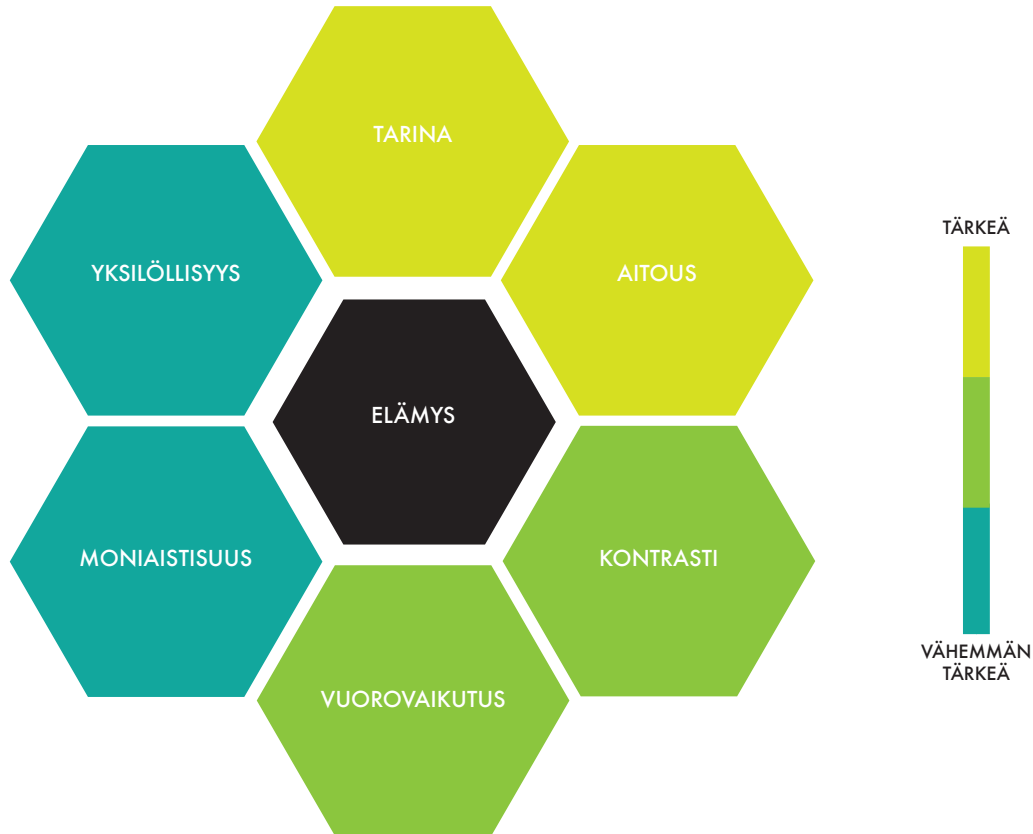 TARINA
YKSILÖLLISYYS
AITOUS
ELÄMYS
MONIAISTISUUS
KONTRASTI
VUOROVAIKUTUS
TÄRKEÄ
VÄHEMMÄN
TÄRKEÄ